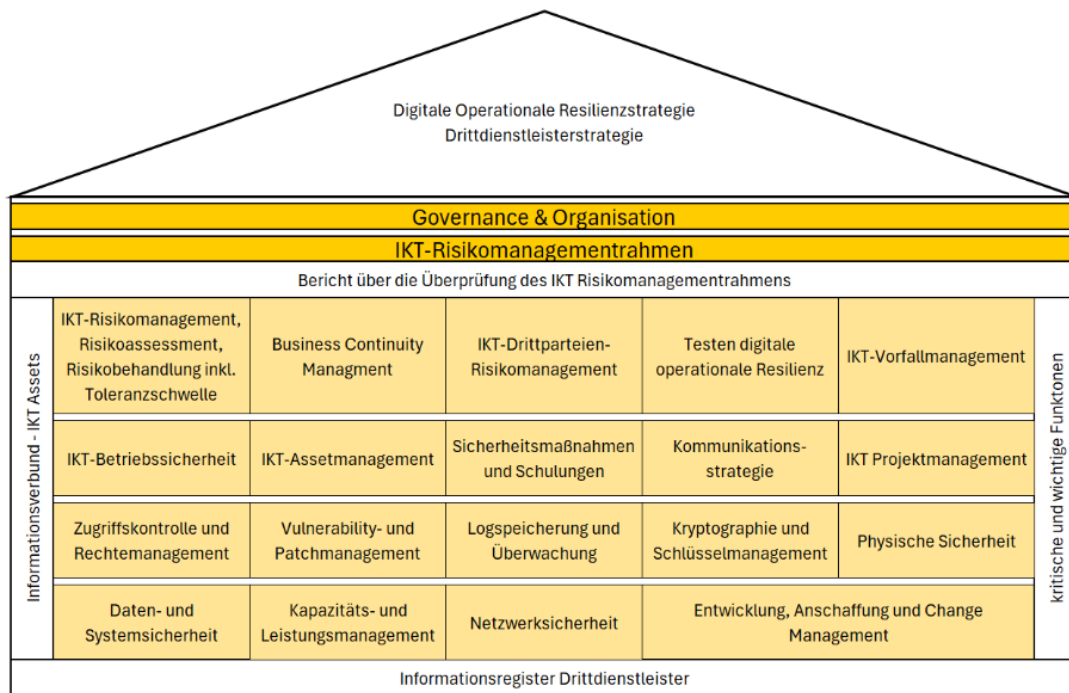 Digitale Operationale Resilienzstrategie
Drittdienstleisterstrategie
Governance & Organisation
IKT-Risikomanagementrahmen
Bericht über die Überprüfung des IKT Risikomanagementrahmens
Informationsverbund - IKT Assets
IKT-Risikomanagement,
Risikoassessment,
Risikobehandlung inkl.
Toleranzschwelle
Business Continuity
Managment
IKT-Drittparteien-
Risikomanagement
Testen digitale
operationale Resilienz
IKT-Vorfallmanagement
IKT-Betriebssicherheit
IKT-Assetmanagement
Sicherheitsmaßnahmen
und Schulungen
Kommunikations-
strategie
IKT Projektmanagement
Zugriffskontrolle und
Rechtemanagement
Vulnerability- und
Patchmanagement
Logspeicherung und
Überwachung
Kryptographie und
Schlüsselmanagement
Physische Sicherheit
Daten- und
Systemsicherheit
Kapazitäts- und
Leistungsmanagement
Netzwerksicherheit
Entwicklung, Anschaffung und Change
Management
kritische und wichtige Funktonen
Informationsregister Drittdienstleister